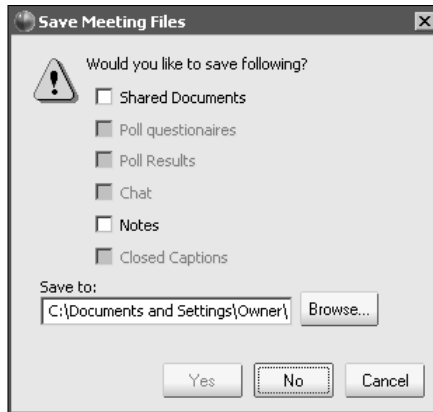 Save Meeting Files
Would you like to save following?
Shared Documents
Poll questionaires
Poll Results
Chat
Notes
Closed Captions
Save to:
C:\Documents and Settings\Owner\ Browse...
Yes No Cancel